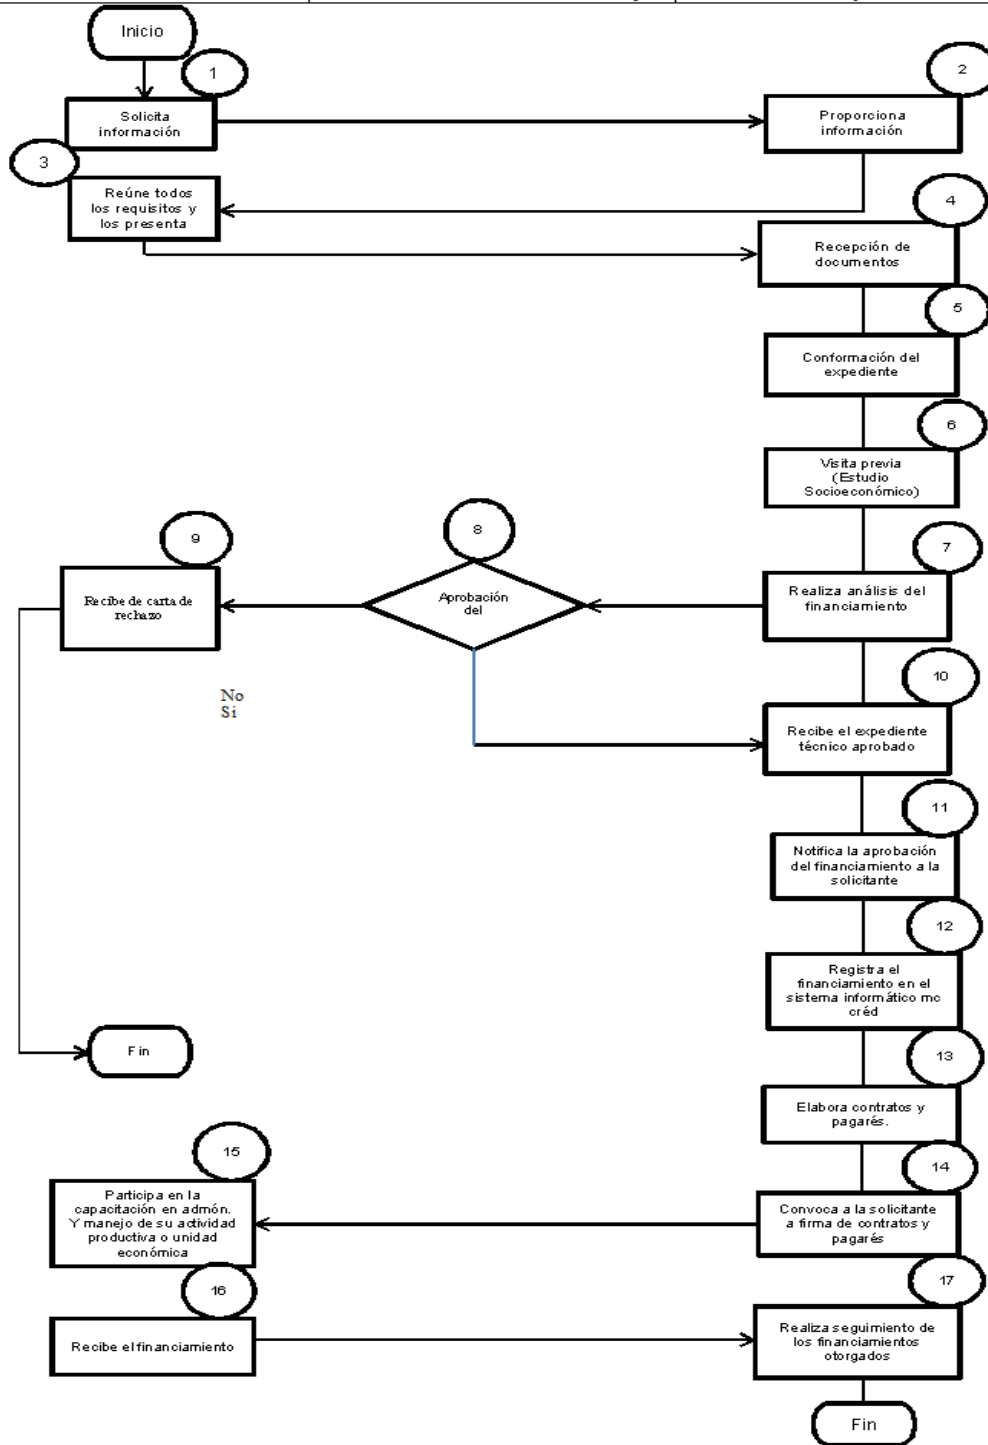 Inicio
1
2
Solicita
información
Proporciona
información
3
Reúne todos
los requisitos y
los presenta
4
Recepción de
documentos
5
Conformación del
expediente
6
Visita previa
(Estudio
Socioeconómico)
7
Realiza análisis del
financiamiento
8
Aprobación
del
9
Recibe de carta de
rechazo
No
Si
10
Recibe el expediente
técnico aprobado
11
Notifica la aprobación
del financiamiento a la
solicitante
12
Registra el
financiamiento en el
sistema informático mc
créd
Fin
13
Elabora contratos y
pagarés.
14
Convoca a la solicitante
a firma de contratos y
pagarés
15
Participa en la
capacitación en admón.
Y manejo de su actividad
productiva o unidad
económica
16
Recibe el financiamiento
17
Realiza seguimiento de
los financiamientos
otorgados
Fin